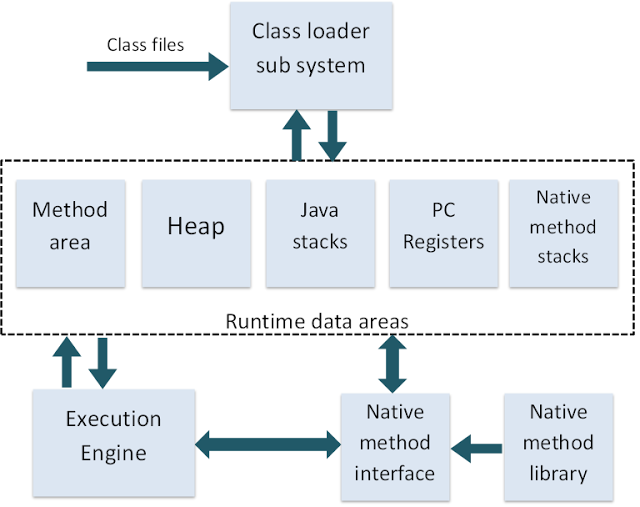 Class files
Class loader
sub system
Method
area
Heap
Java
stacks
PC
Registers
Native
method
stacks
Runtime data areas
Execution
Engine
Native
method
interface
Native
method
library